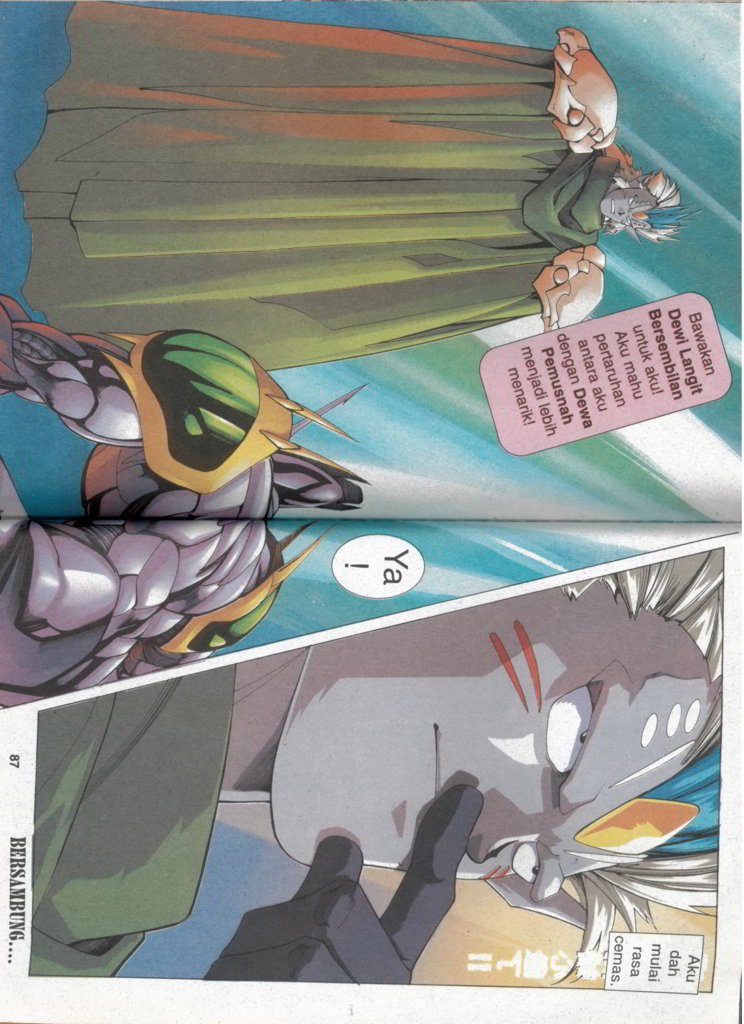 Bawakan
Dewi Langit
Bersembilan
untuk aku!
Aku mahu
pertaruhan
antara aku
dengan Dewa
Pemusnah
menjadi lebih
menarik!
Ya
!
Aku
dah
mulai
rasa
cemas.
87
BERSAMBUNG....